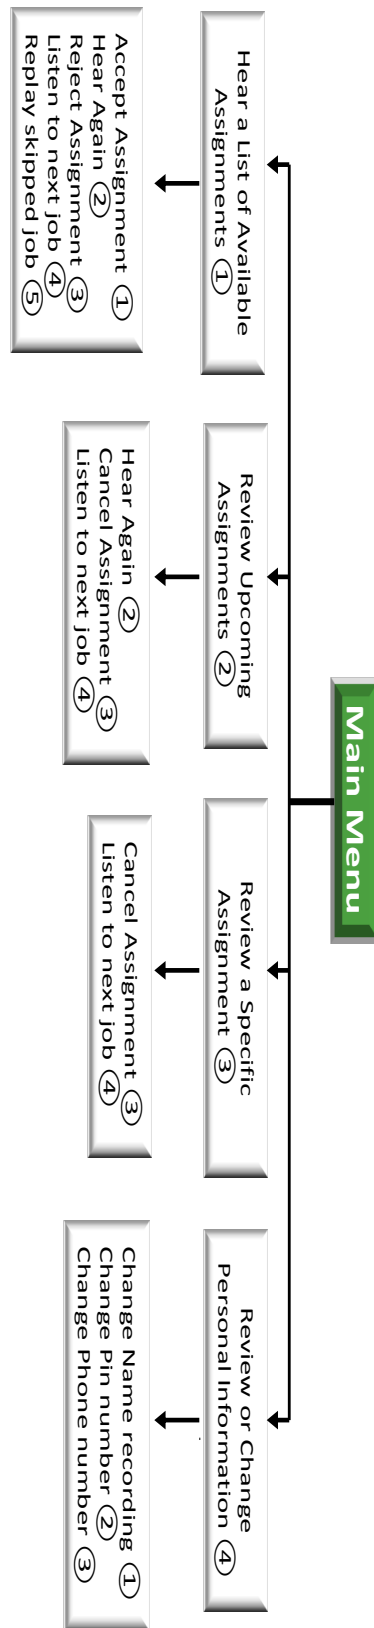 Main Menu
Hear a List of Available
Assignments ①
Accept Assignment ①
Hear Again ②
Reject Assignment ③
Listen to next job ④
Replay skipped job ⑤
Review Upcoming
Assignments ②
Hear Again ②
Cancel Assignment ③
Listen to next job ④
Review a Specific
Assignment ③
Cancel Assignment ③
Listen to next job ④
Review or Change
Personal Information ④
Change Name recording ①
Change Pin number ②
Change Phone number ③